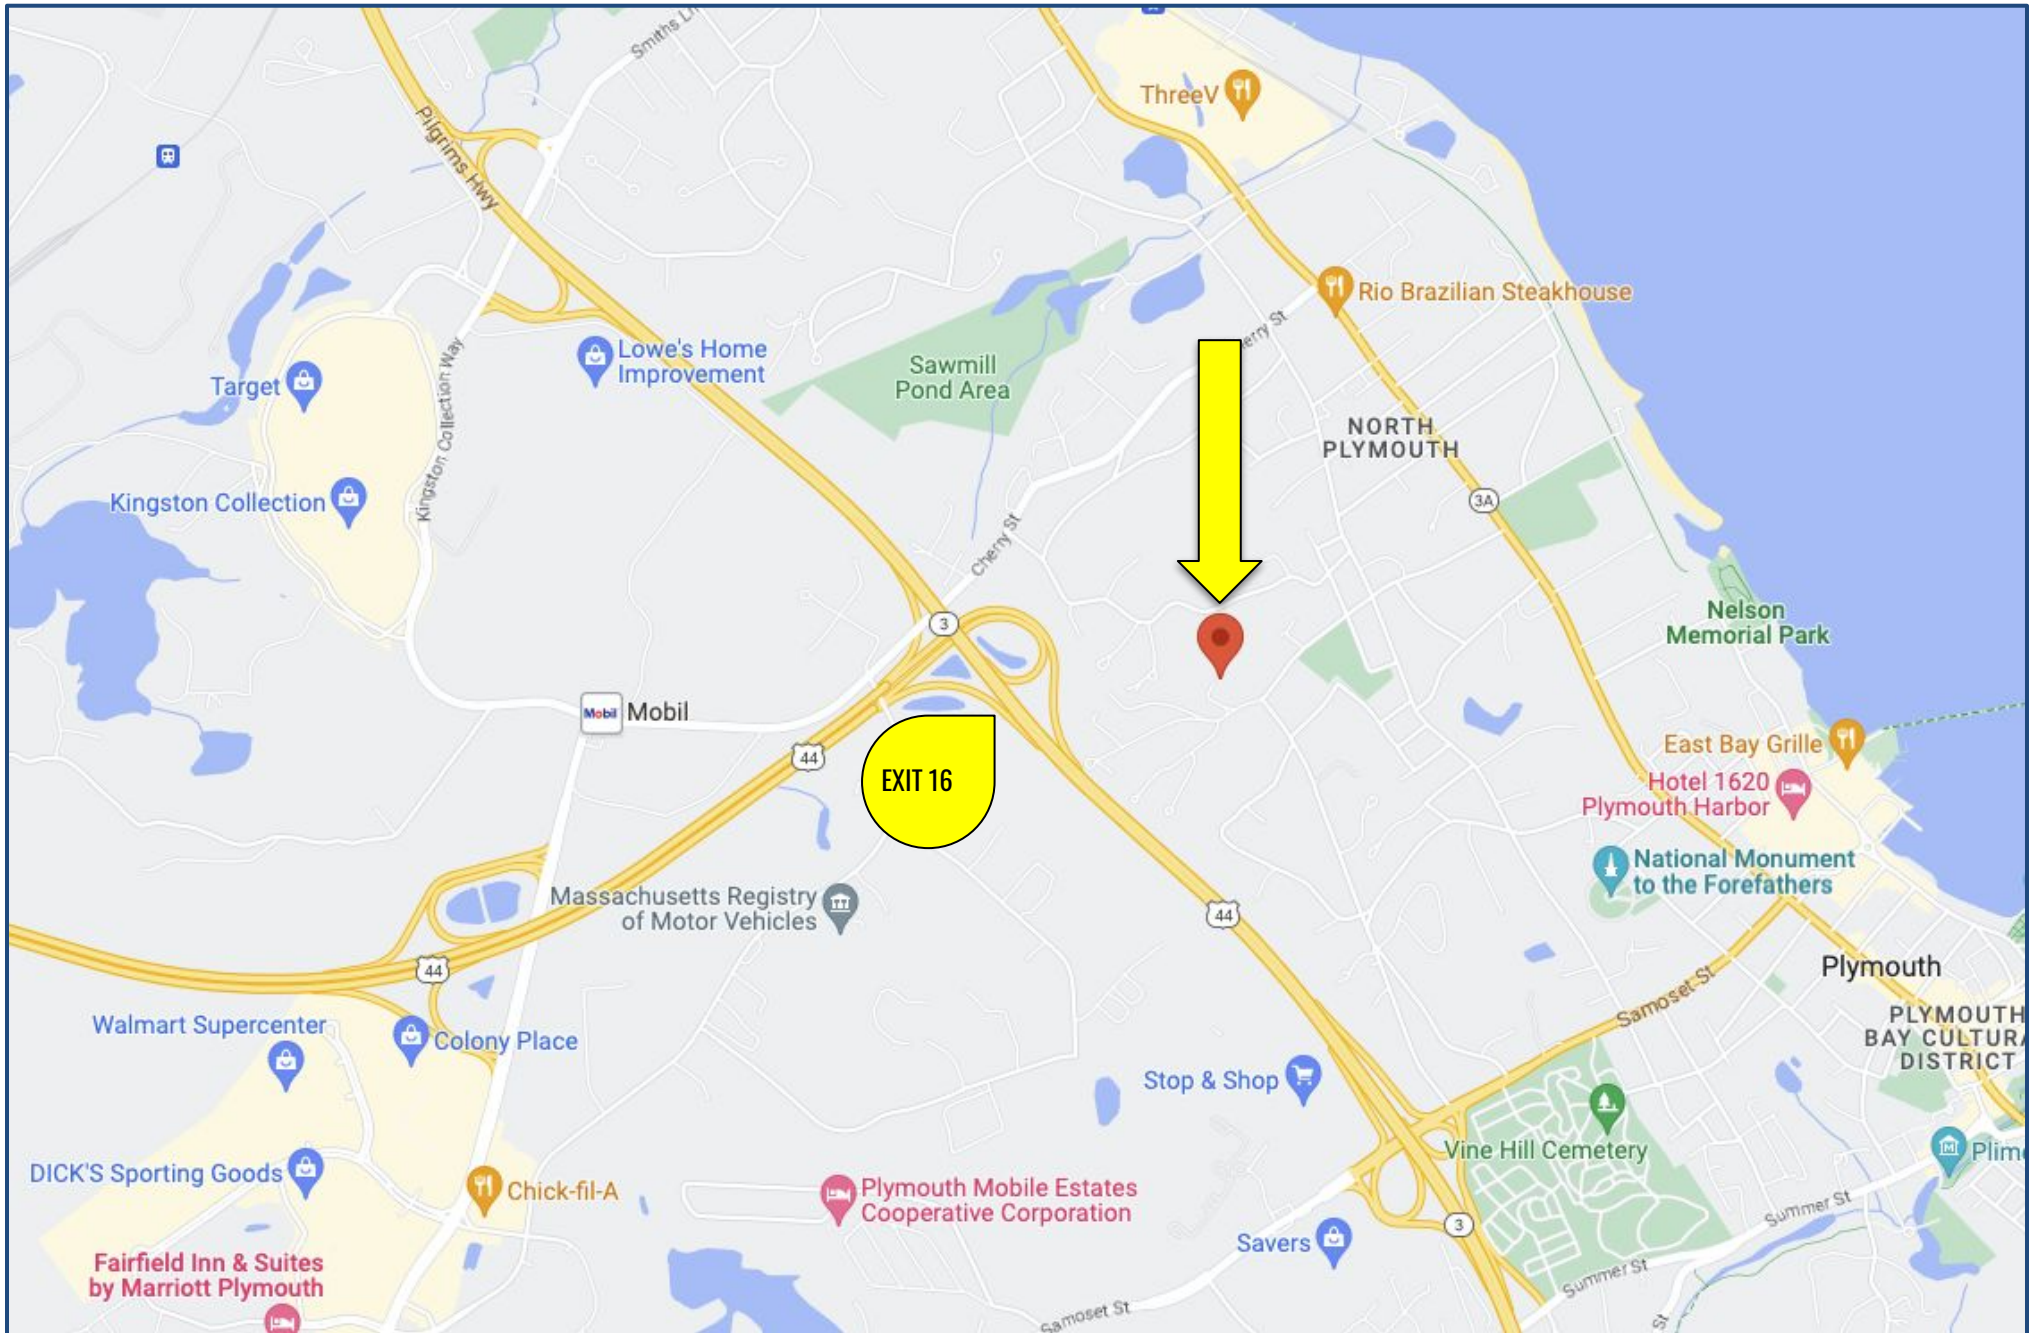 Smiths Ln
Pilgrims Hwy
ThreeV
Rio Brazilian Steakhouse
Cherry St
Lowe's Home
Improvement
Sawmill
Pond Area
Target
Kingston Collection Way
NORTH
PLYMOUTH
Kingston Collection
3A
Cherry St
3
Nelson
Memorial Park
Mobil
Mobil
44
EXIT 16
East Bay Grille
Hotel 1620
Plymouth Harbor
National Monument
to the Forefathers
Massachusetts Registry
of Motor Vehicles
44
44
Plymouth
Samoset St
PLYMOUTH
BAY CULTURA
DISTRICT
Walmart Supercenter
Colony Place
Stop & Shop
Vine Hill Cemetery
Plim
DICK'S Sporting Goods
Chick-fil-A
Plymouth Mobile Estates
Cooperative Corporation
Summer St
3
Savers
Fairfield Inn & Suites
by Marriott Plymouth
Summer St
Samoset St
St